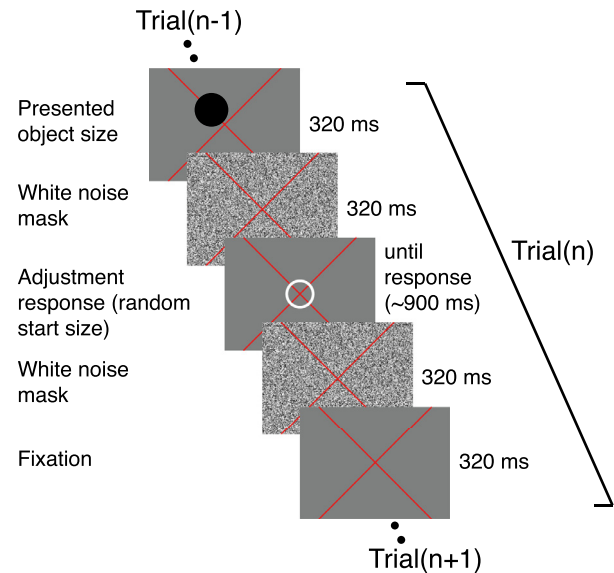 Trial(n-1)
Presented
object size
320 ms
White noise
mask
320 ms
Adjustment
response (random
start size)
until
response
(~900 ms)
Trial(n)
White noise
mask
320 ms
Fixation
320 ms
Trial(n+1)